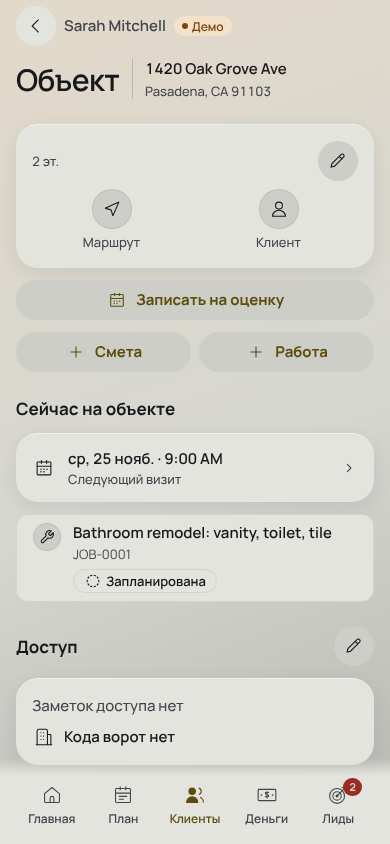 Sarah Mitchell
Демо
Объект
1420 Oak Grove Ave
Pasadena, CA 91103
2 эт.
Маршрут
Клиент
Записать на оценку
Смета
Работа
Сейчас на объекте
ср, 25 нояб. · 9:00 AM
Следующий визит
Bathroom remodel: vanity, toilet, tile
JOB-0001
Запланирована
Доступ
Заметок доступа нет
Кода ворот нет
2
Главная
План
Клиенты
Деньги
Лиды